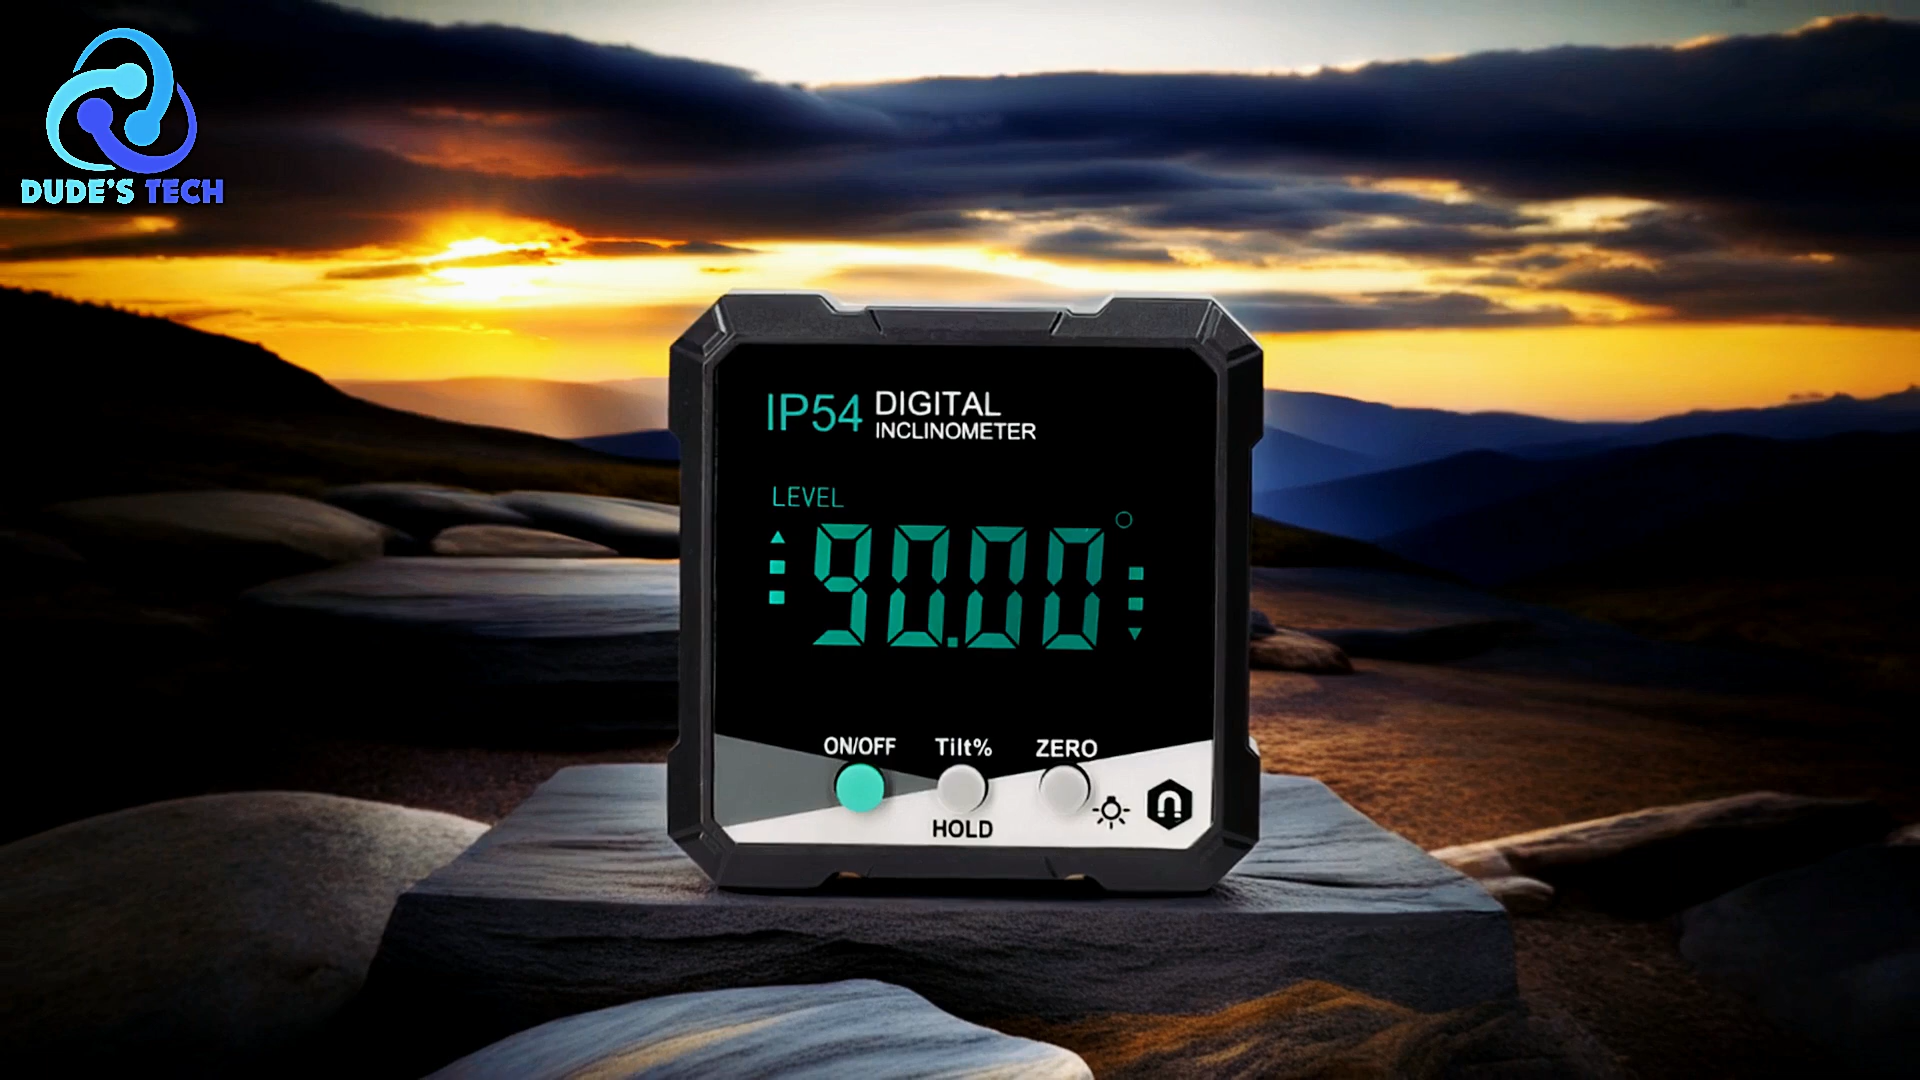 DUDE'S TECH
IP54 DIGITAL
INCLINOMETER
LEVEL
90.00°
ON/OFF Tilt% ZERO
HOLD